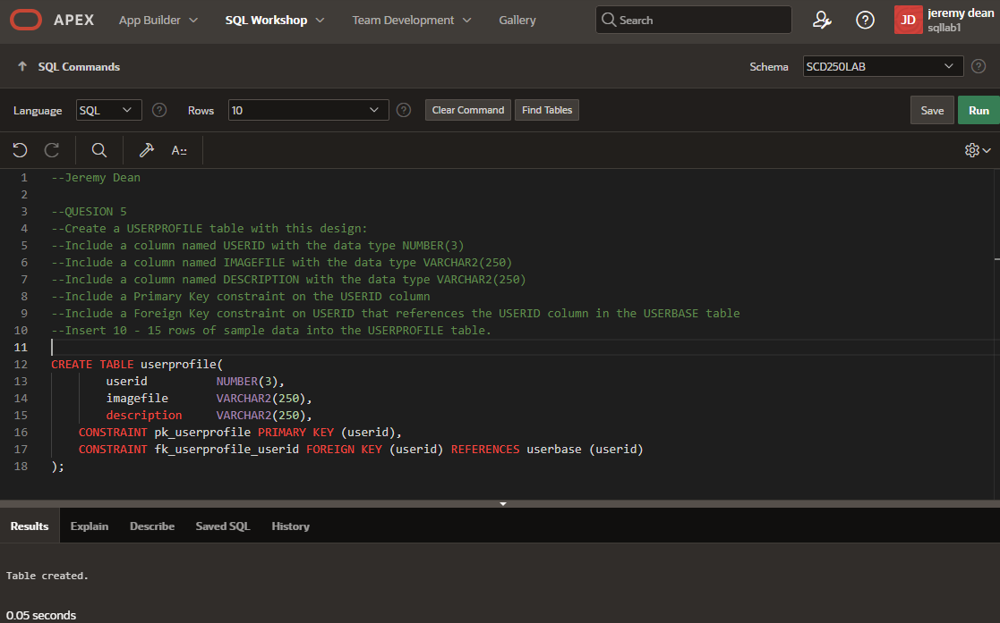 APEX App Builder SQL Workshop Team Development Gallery Search JD jeremy dean
sqllab1
SQL Commands Schema SCD250LAB
Language SQL Rows 10 Clear Command Find Tables Save Run
A::
1 --Jeremy Dean
2
3 --QUESION 5
4 --Create a USERPROFILE table with this design:
5 --Include a column named USERID with the data type NUMBER(3)
6 --Include a column named IMAGEFILE with the data type VARCHAR2(250)
7 --Include a column named DESCRIPTION with the data type VARCHAR2(250)
8 --Include a Primary Key constraint on the USERID column
9 --Include a Foreign Key constraint on USERID that references the USERID column in the USERBASE table
10 --Insert 10 - 15 rows of sample data into the USERPROFILE table.
11
12 CREATE TABLE userprofile(
13 userid NUMBER(3),
14 imagefile VARCHAR2(250),
15 description VARCHAR2(250),
16 CONSTRAINT pk_userprofile PRIMARY KEY (userid),
17 CONSTRAINT fk_userprofile_userid FOREIGN KEY (userid) REFERENCES userbase (userid)
18 );
Results Explain Describe Saved SQL History
Table created.
0.05 seconds